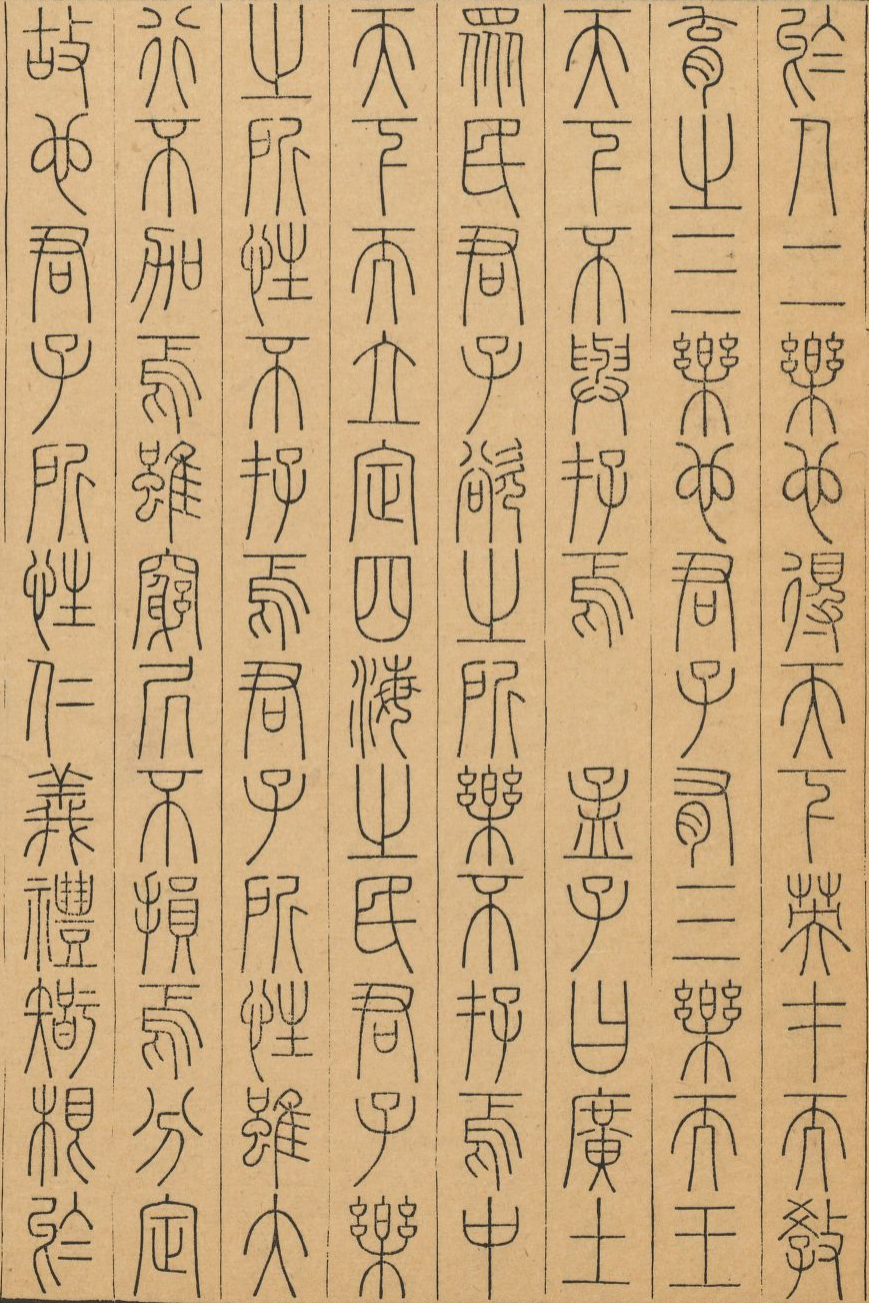 於人二樂也得天下英才而教
育之三樂也君子有三樂而王
天下不與存焉　孟子曰廣土
眾民君子欲之所樂不存焉中
天下而立定四海之民君子樂
之所性不存焉君子所性雖大
行不加焉雖窮居不損焉分定
故也君子所性仁義禮智根於